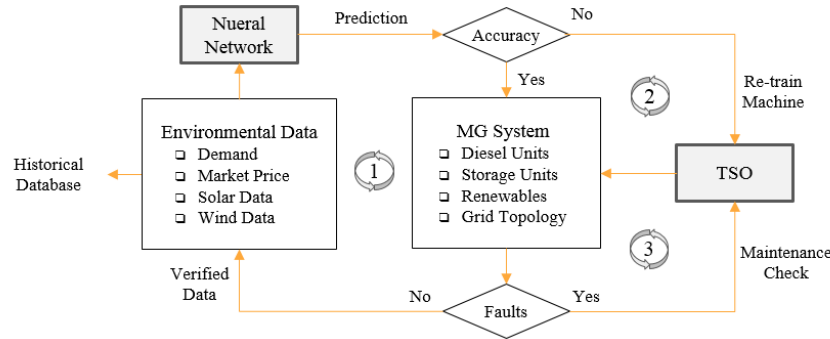 Nueral
Network
Prediction
Accuracy
No
Yes
Re-train
Machine
2
Environmental Data
❑ Demand
❑ Market Price
❑ Solar Data
❑ Wind Data
Historical
Database
1
MG System
❑ Diesel Units
❑ Storage Units
❑ Renewables
❑ Grid Topology
TSO
3
Maintenance
Check
Verified
Data
No
Faults
Yes